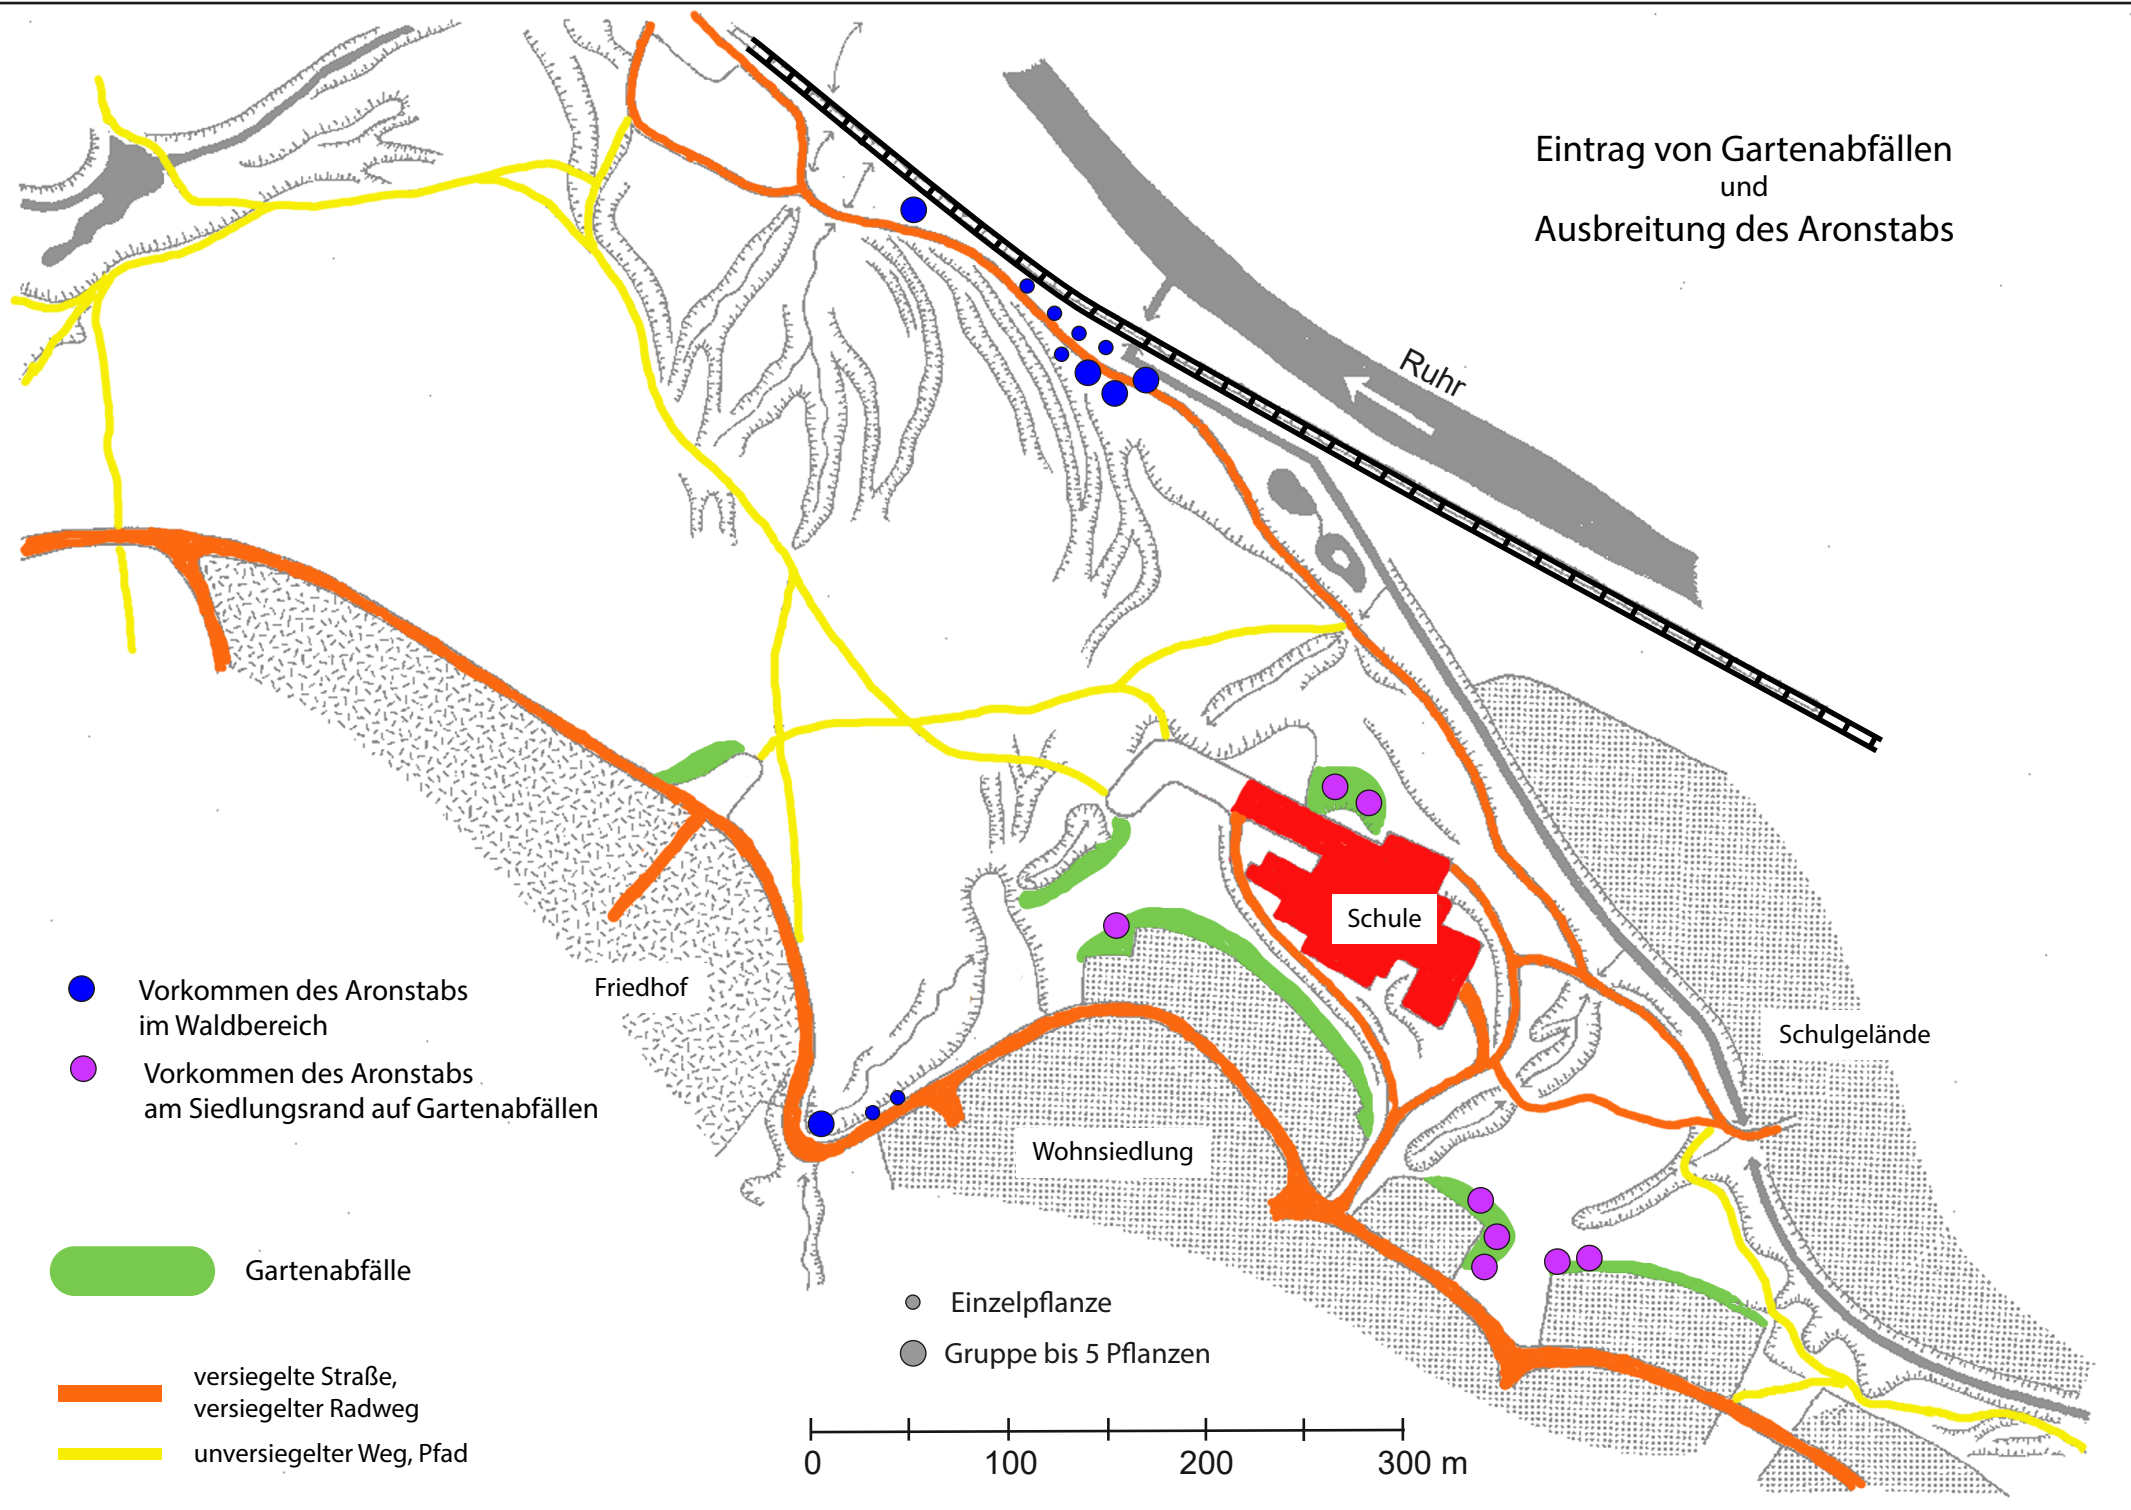 Eintrag von Gartenabfällen
und
Ausbreitung des Aronstabs
Ruhr
Schule
Friedhof
Schulgelände
Wohnsiedlung
Vorkommen des Aronstabs
im Waldbereich
Vorkommen des Aronstabs
am Siedlungsrand auf Gartenabfällen
Gartenabfälle
Einzelpflanze
Gruppe bis 5 Pflanzen
versiegelte Straße,
versiegelter Radweg
unversiegelter Weg, Pfad
0 100 200 300 m